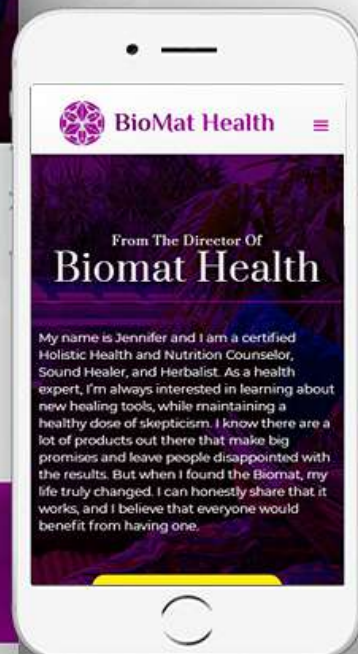 BioMat Health
From The Director Of
Biomat Health
My name is Jennifer and I am a certified
Holistic Health and Nutrition Counselor,
Sound Healer, and Herbalist. As a health
expert, I'm always interested in learning about
new healing tools, while maintaining a
healthy dose of skepticism. I know there are a
lot of products out there that make big
promises and leave people disappointed with
the results. But when I found the Biomat, my
life truly changed. I can honestly share that it
works, and I believe that everyone would
benefit from having one.